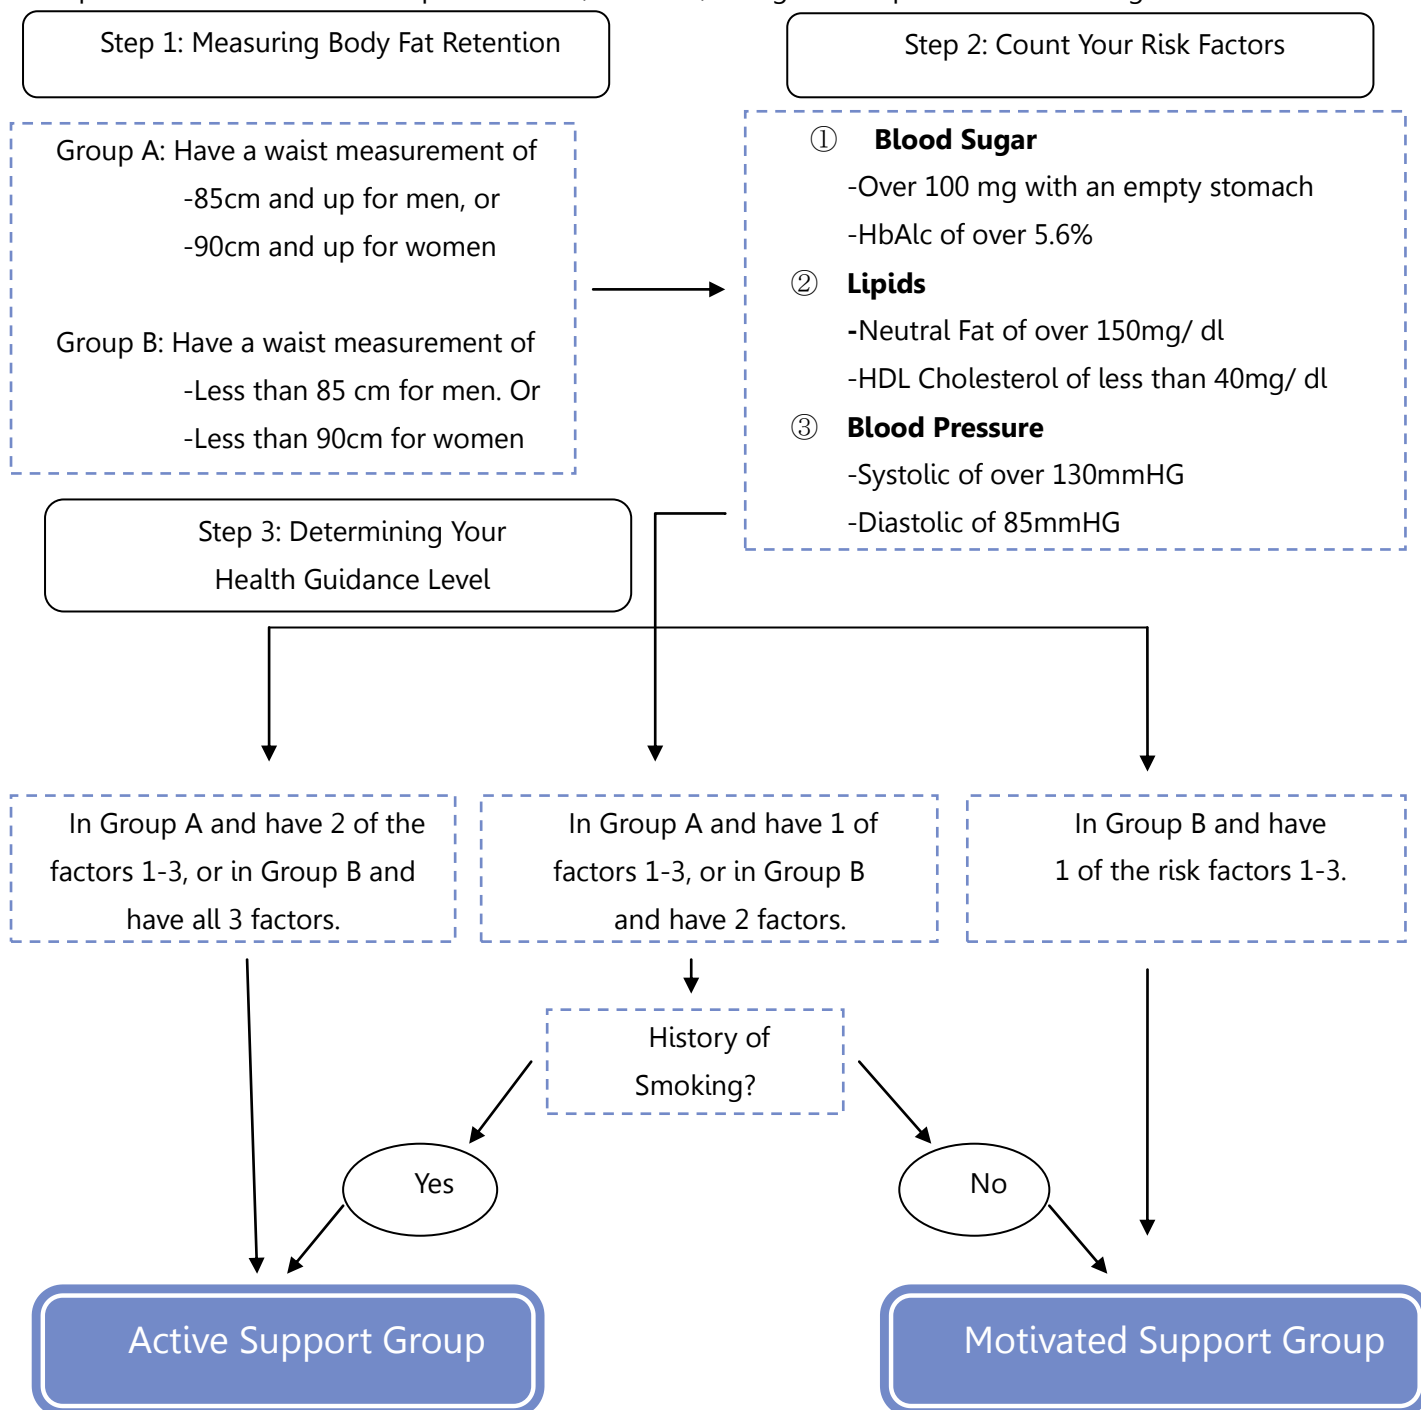 Step 1: Measuring Body Fat Retention
Step 2: Count Your Risk Factors
Group A: Have a waist measurement of
-85cm and up for men, or
-90cm and up for women
Group B: Have a waist measurement of
-Less than 85 cm for men. Or
-Less than 90cm for women
① Blood Sugar
-Over 100 mg with an empty stomach
-HbAlc of over 5.6%
② Lipids
-Neutral Fat of over 150mg/ dl
-HDL Cholesterol of less than 40mg/ dl
③ Blood Pressure
-Systolic of over 130mmHG
-Diastolic of 85mmHG
Step 3: Determining Your
Health Guidance Level
In Group A and have 2 of the
factors 1-3, or in Group B and
have all 3 factors.
In Group A and have 1 of
factors 1-3, or in Group B
and have 2 factors.
In Group B and have
1 of the risk factors 1-3.
History of
Smoking?
Yes
No
Active Support Group
Motivated Support Group